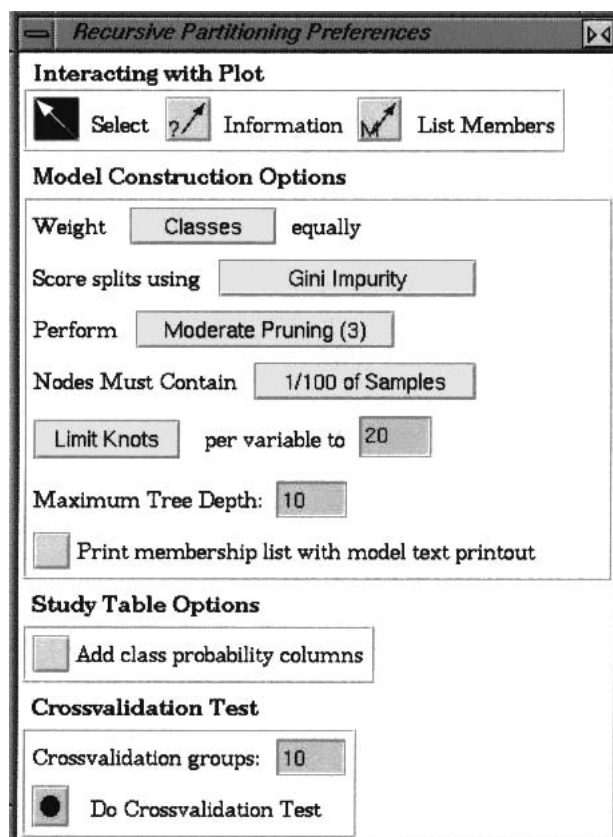 Recursive Partitioning Preferences
Interacting with Plot
Select ? Information M List Members
Model Construction Options
Weight Classes equally
Score splits using Gini Impurity
Perform Moderate Pruning (3)
Nodes Must Contain 1/100 of Samples
Limit Knots per variable to 20
Maximum Tree Depth: 10
Print membership list with model text printout
Study Table Options
Add class probability columns
Crossvalidation Test
Crossvalidation groups: 10
Do Crossvalidation Test